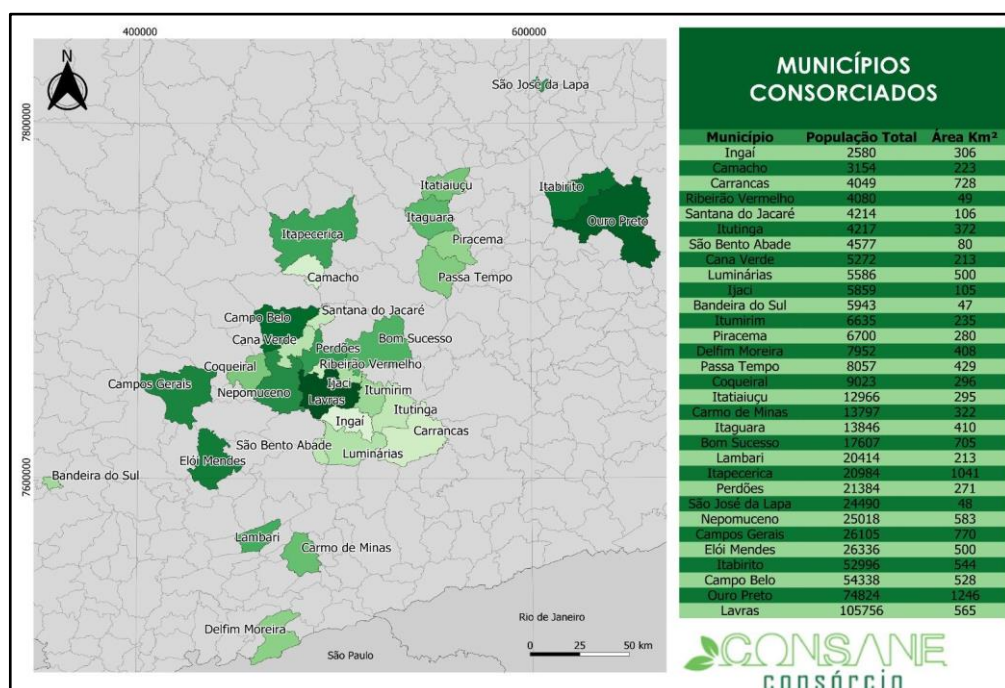 400000
600000
N
São José da Lapa
7800000
Itatiaiuçu
Itabirito
Itaguara
Ouro Preto
Itapecerica
Piracema
Camacho
Passa Tempo
Santana do Jacaré
Campo Belo
Bom Sucesso
Cana Verde
Perdões
Coqueiral
Ribeirão Vermelho
Campos Gerais
Ijaci
Itumirim
Nepomuceno
Lavras
Itutinga
Ingaí
Carrancas
São Bento Abade
Elói Mendes
Luminárias
7600000
Bandeira do Sul
Lambari
Carmo de Minas
Delfim Moreira
Rio de Janeiro
São Paulo
0 25 50 km
MUNICÍPIOS
CONSORCIADOS
Município População Total Área Km²
Ingaí 2580 306
Camacho 3154 223
Carrancas 4049 728
Ribeirão Vermelho 4080 49
Santana do Jacaré 4214 106
Itutinga 4217 372
São Bento Abade 4577 80
Cana Verde 5272 213
Luminárias 5586 500
Ijaci 5859 105
Bandeira do Sul 5943 47
Itumirim 6635 235
Piracema 6700 280
Delfim Moreira 7952 408
Passa Tempo 8057 429
Coqueiral 9023 296
Itatiaiuçu 12966 295
Carmo de Minas 13797 322
Itaguara 13846 410
Bom Sucesso 17607 705
Lambari 20414 213
Itapecerica 20984 1041
Perdões 21384 271
São José da Lapa 24490 48
Nepomuceno 25018 583
Campos Gerais 26105 770
Elói Mendes 26336 500
Itabirito 52996 544
Campo Belo 54338 528
Ouro Preto 74824 1246
Lavras 105756 565
CONSANE
consórcio